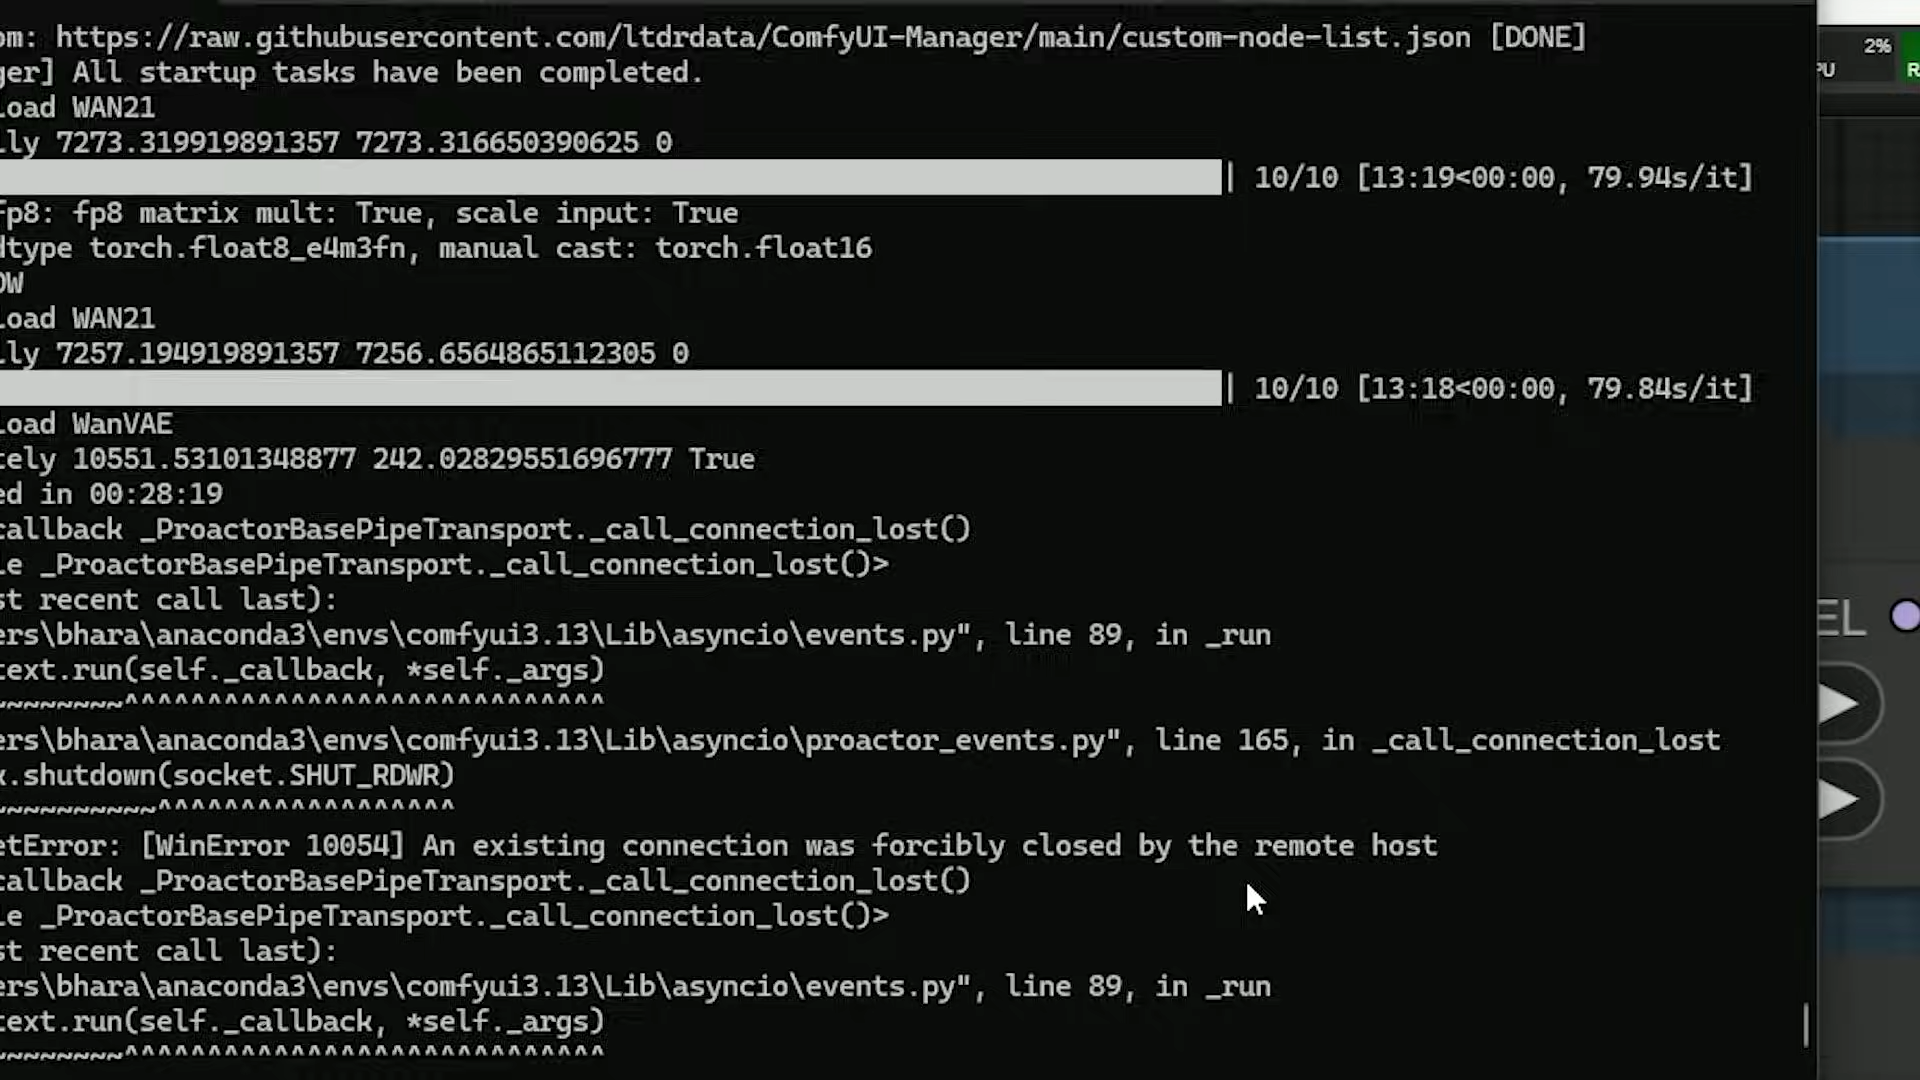 om: https://raw.githubusercontent.com/ltdrdata/ComfyUI-Manager/main/custom-node-list.json [DONE]
ger] All startup tasks have been completed.
load WAN21
lly 7273.319919891357 7273.316650390625 0
| 10/10 [13:19<00:00, 79.94s/it]
fp8: fp8 matrix mult: True, scale input: True
dtype torch.float8_e4m3fn, manual cast: torch.float16
OW
load WAN21
lly 7257.194919891357 7256.6564865112305 0
| 10/10 [13:18<00:00, 79.84s/it]
load WanVAE
tely 10551.53101348877 242.02829551696777 True
ed in 00:28:19
callback _ProactorBasePipeTransport._call_connection_lost()
le _ProactorBasePipeTransport._call_connection_lost()>
st recent call last):
ers\bhara\anaconda3\envs\comfyui3.13\Lib\asyncio\events.py", line 89, in _run
text.run(self._callback, *self._args)
~~~~~~~~^^^^^^^^^^^^^^^^^^^^^^^^^^^^^
ers\bhara\anaconda3\envs\comfyui3.13\Lib\asyncio\proactor_events.py", line 165, in _call_connection_lost
k.shutdown(socket.SHUT_RDWR)
~~~~~~~~~~^^^^^^^^^^^^^^^^^^
etError: [WinError 10054] An existing connection was forcibly closed by the remote host
callback _ProactorBasePipeTransport._call_connection_lost()
le _ProactorBasePipeTransport._call_connection_lost()>
st recent call last):
ers\bhara\anaconda3\envs\comfyui3.13\Lib\asyncio\events.py", line 89, in _run
text.run(self._callback, *self._args)
~~~~~~~~^^^^^^^^^^^^^^^^^^^^^^^^^^^^^
2%
PU
R
EL